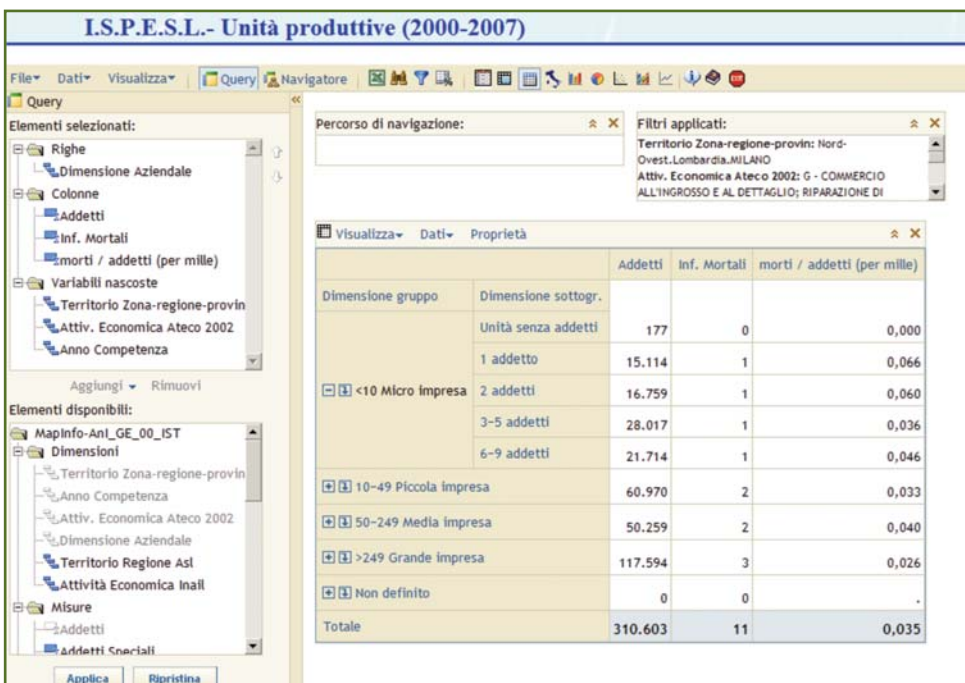 I.S.P.E.S.L.- Unità produttive (2000-2007)
File Dati Visualizza Query Navigatore
Query
Elementi selezionati:
Righe
Dimensione Aziendale
Colonne
Addetti
Inf. Mortali
morti / addetti (per mille)
Variabili nascoste
Territorio Zona-regione-provin
Attiv. Economica Ateco 2002
Anno Competenza
Aggiungi Rimuovi
Elementi disponibili:
MapInfo-AnI_GE_00_IST
Dimensioni
Territorio Zona-regione-provin
Anno Competenza
Attiv. Economica Ateco 2002
Dimensione Aziendale
Territorio Regione Asl
Attività Economica Inail
Misure
Addetti
Addetti Speciali
Applica Ripristina
Percorso di navigazione:
Filtri applicati:
Territorio Zona-regione-provin: Nord-
Ovest.Lombardia.MILANO
Attiv. Economica Ateco 2002: G - COMMERCIO
ALL'INGROSSO E AL DETTAGLIO; RIPARAZIONE DI
Visualizza Dati Proprietà
Addetti Inf. Mortali morti / addetti (per mille)
Dimensione gruppo Dimensione sottogr.
Unità senza addetti 177 0 0,000
1 addetto 15.114 1 0,066
<10 Micro impresa 2 addetti 16.759 1 0,060
3-5 addetti 28.017 1 0,036
6-9 addetti 21.714 1 0,046
10-49 Piccola impresa 60.970 2 0,033
50-249 Media impresa 50.259 2 0,040
>249 Grande impresa 117.594 3 0,026
Non definito 0 0 .
Totale 310.603 11 0,035